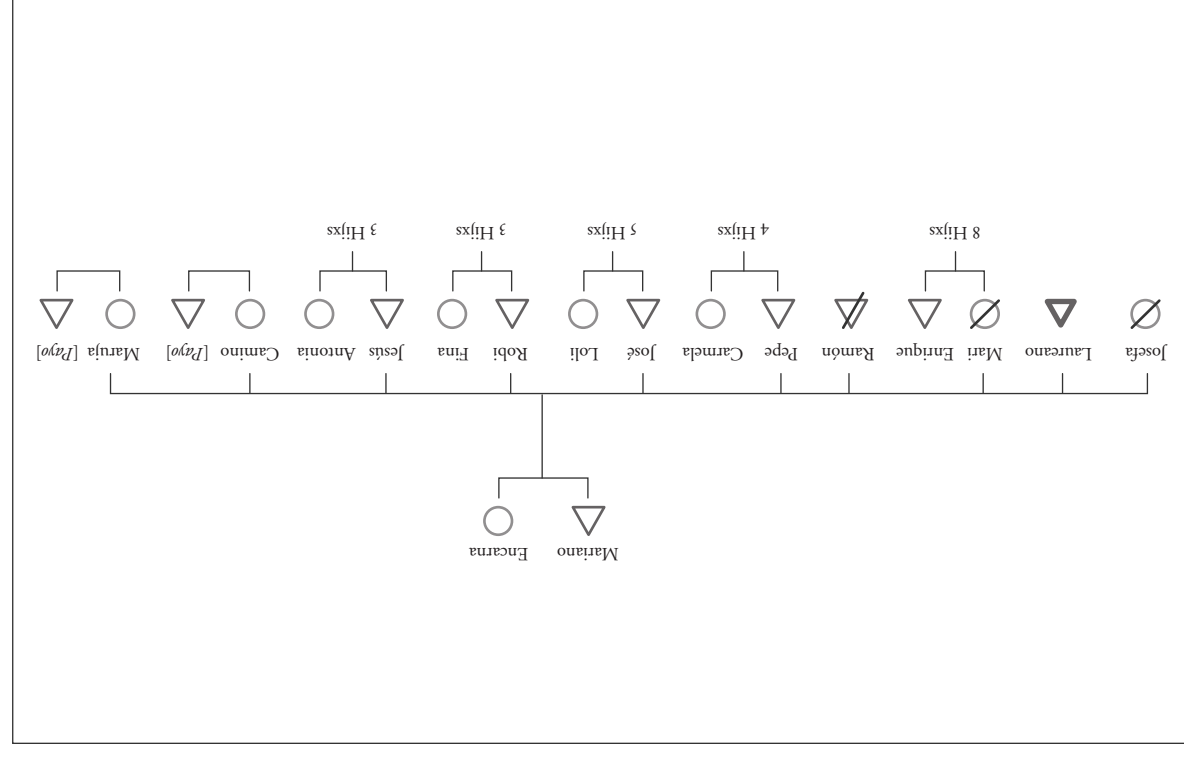 Mariano Encarna
Josefa Laureano Mari Enrique Ramón Pepe Carmela José Loli Robi Fina Jesús Antonia Camino [Payo] Maruja [Payo]
8 Hijxs 4 Hijxs 5 Hijxs 3 Hijxs 3 Hijxs